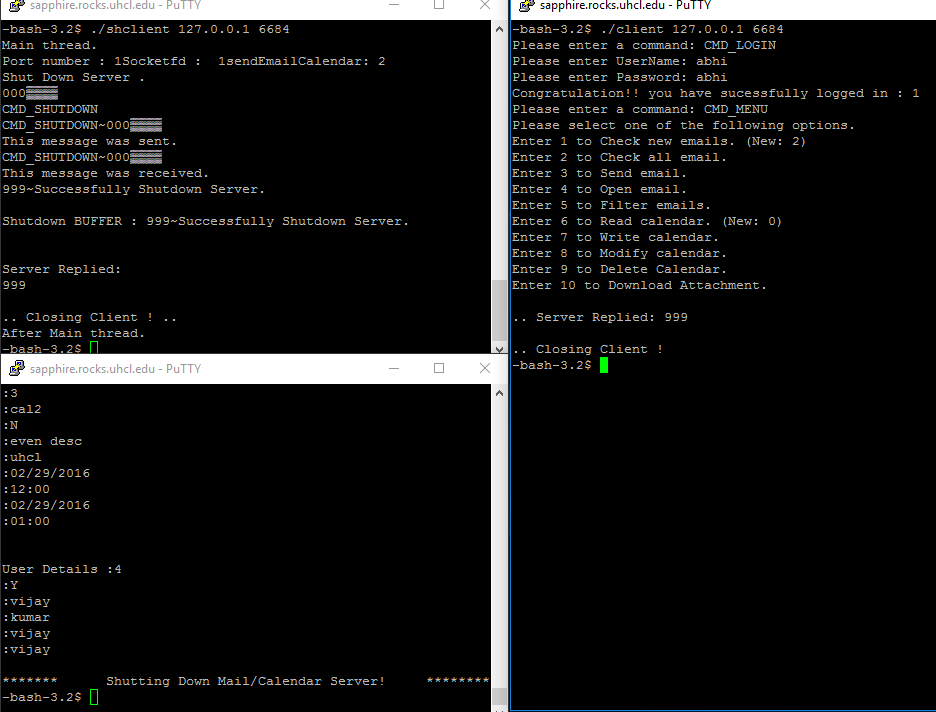 sapphire.rocks.uhcl.edu - PuTTY
-bash-3.2$ ./shclient 127.0.0.1 6684
Main thread.
Port number : 1Socketfd :  1sendEmailCalendar: 2
Shut Down Server .
000▒▒▒▒
CMD_SHUTDOWN
CMD_SHUTDOWN~000▒▒▒▒
This message was sent.
CMD_SHUTDOWN~000▒▒▒▒
This message was received.
999~Successfully Shutdown Server.
Shutdown BUFFER : 999~Successfully Shutdown Server.
Server Replied:
999
.. Closing Client ! ..
After Main thread.
-bash-3.2$
sapphire.rocks.uhcl.edu - PuTTY
:3
:cal2
:N
:even desc
:uhcl
:02/29/2016
:12:00
:02/29/2016
:01:00
User Details :4
:Y
:vijay
:kumar
:vijay
:vijay
*******      Shutting Down Mail/Calendar Server!     ********
-bash-3.2$
sapphire.rocks.uhcl.edu - PuTTY
-bash-3.2$ ./client 127.0.0.1 6684
Please enter a command: CMD_LOGIN
Please enter UserName: abhi
Please enter Password: abhi
Congratulation!! you have sucessfully logged in : 1
Please enter a command: CMD_MENU
Please select one of the following options.
Enter 1 to Check new emails. (New: 2)
Enter 2 to Check all email.
Enter 3 to Send email.
Enter 4 to Open email.
Enter 5 to Filter emails.
Enter 6 to Read calendar. (New: 0)
Enter 7 to Write calendar.
Enter 8 to Modify calendar.
Enter 9 to Delete Calendar.
Enter 10 to Download Attachment.
.. Server Replied: 999
.. Closing Client !
-bash-3.2$